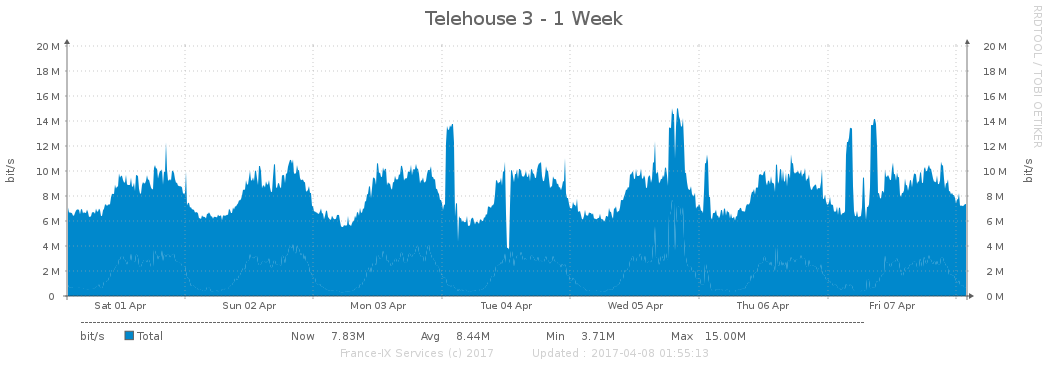 Telehouse 3 - 1 Week
RRDTOOL / TOBI OETIKER
bit/s
20 M 20 M
18 M 18 M
16 M 16 M
14 M 14 M
12 M 12 M
10 M 10 M
8 M 8 M
6 M 6 M
4 M 4 M
2 M 2 M
0 0 M
bit/s
Sat 01 Apr Sun 02 Apr Mon 03 Apr Tue 04 Apr Wed 05 Apr Thu 06 Apr Fri 07 Apr
bit/s Total Now 7.83M Avg 8.44M Min 3.71M Max 15.00M
France-IX Services (c) 2017 Updated : 2017-04-08 01:55:13